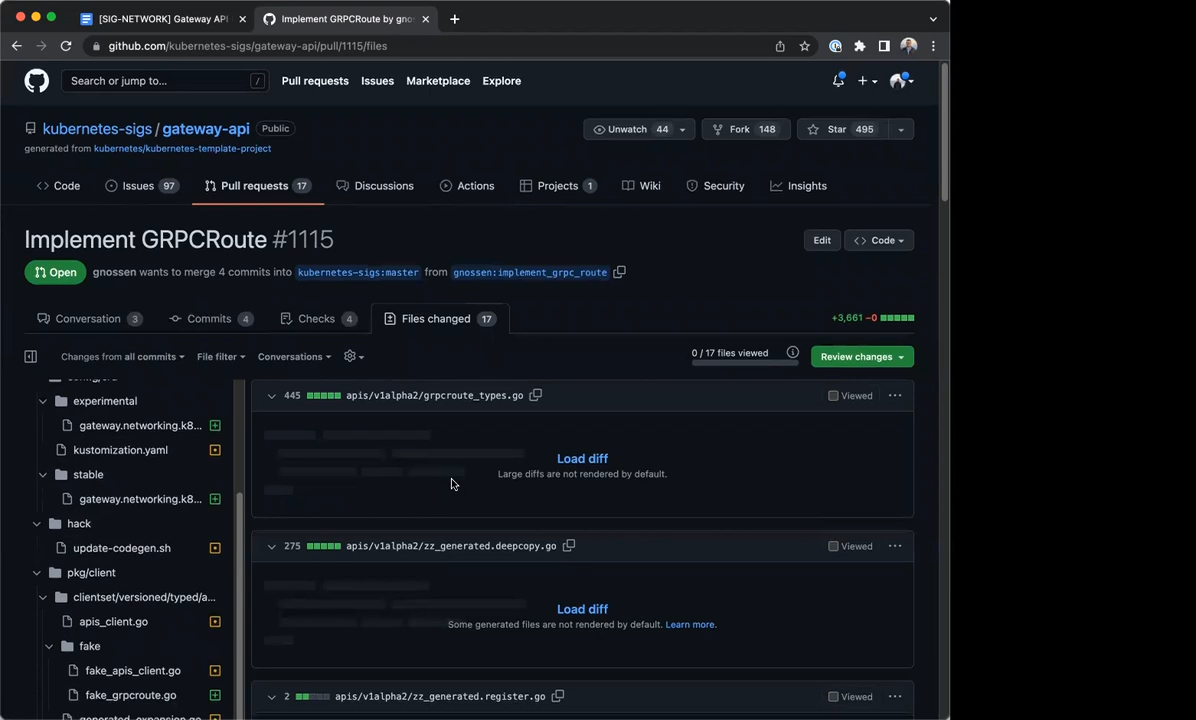 [SIG-NETWORK] Gateway API
Implement GRPCRoute by gno
github.com/kubernetes-sigs/gateway-api/pull/1115/files
Search or jump to... / Pull requests Issues Marketplace Explore
kubernetes-sigs / gateway-api Public
Unwatch 44 Fork 148 Star 495
generated from kubernetes/kubernetes-template-project
Code Issues 97 Pull requests 17 Discussions Actions Projects 1 Wiki Security Insights
Implement GRPCRoute #1115
Edit Code
Open gnossen wants to merge 4 commits into kubernetes-sigs:master from gnossen:implement_grpc_route
Conversation 3 Commits 4 Checks 4 Files changed 17
+3,661 −0
Changes from all commits File filter Conversations
0 / 17 files viewed
Review changes
experimental
gateway.networking.k8...
kustomization.yaml
stable
gateway.networking.k8...
hack
update-codegen.sh
pkg/client
clientset/versioned/typed/a...
apis_client.go
fake
fake_apis_client.go
fake_grpcroute.go
generated_expansion.go
445 apis/v1alpha2/grpcroute_types.go Viewed
Load diff
Large diffs are not rendered by default.
275 apis/v1alpha2/zz_generated.deepcopy.go Viewed
Load diff
Some generated files are not rendered by default. Learn more.
2 apis/v1alpha2/zz_generated.register.go Viewed